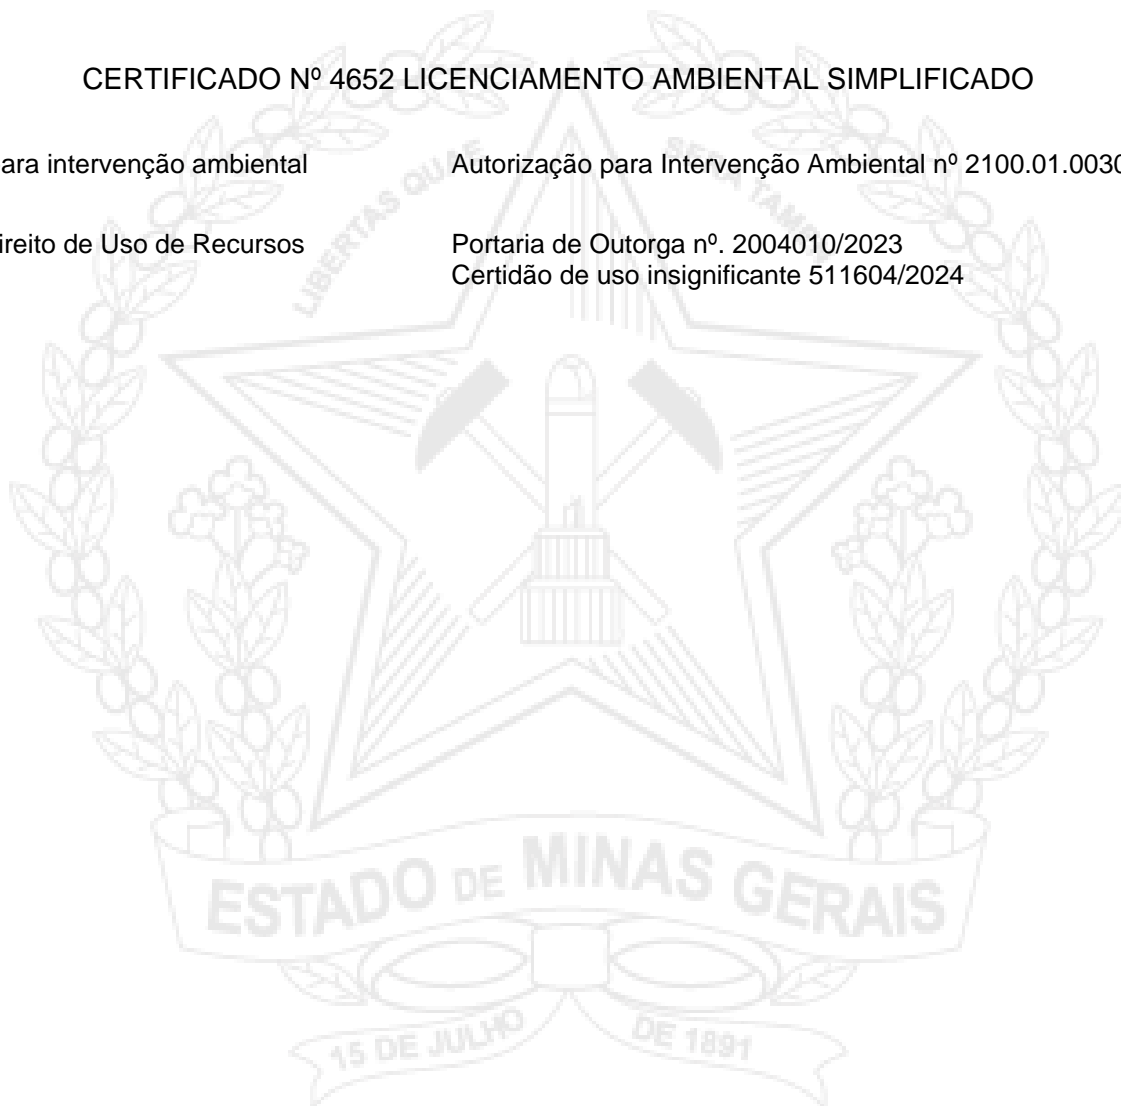 CERTIFICADO Nº 4652 LICENCIAMENTO AMBIENTAL SIMPLIFICADO
para intervenção ambiental Autorização para Intervenção Ambiental nº 2100.01.0030
ireito de Uso de Recursos Portaria de Outorga nº. 2004010/2023
Certidão de uso insignificante 511604/2024
LIBERTAS QUÆ SERA TAMEN
ESTADO DE MINAS GERAIS
15 DE JULHO DE 1891